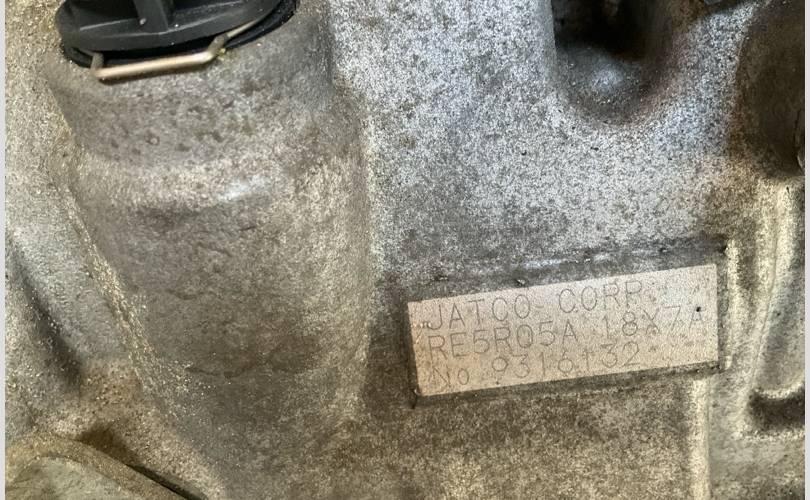 JATCO CORP.
RE5R05A 18X7A
No 9316132